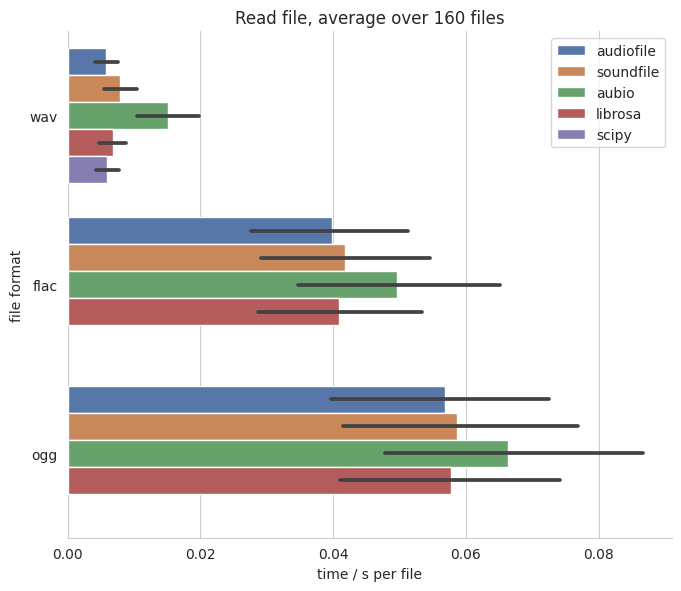 Read file, average over 160 files
audiofile
soundfile
aubio
librosa
scipy
wav
flac
ogg
file format
0.00 0.02 0.04 0.06 0.08
time / s per file